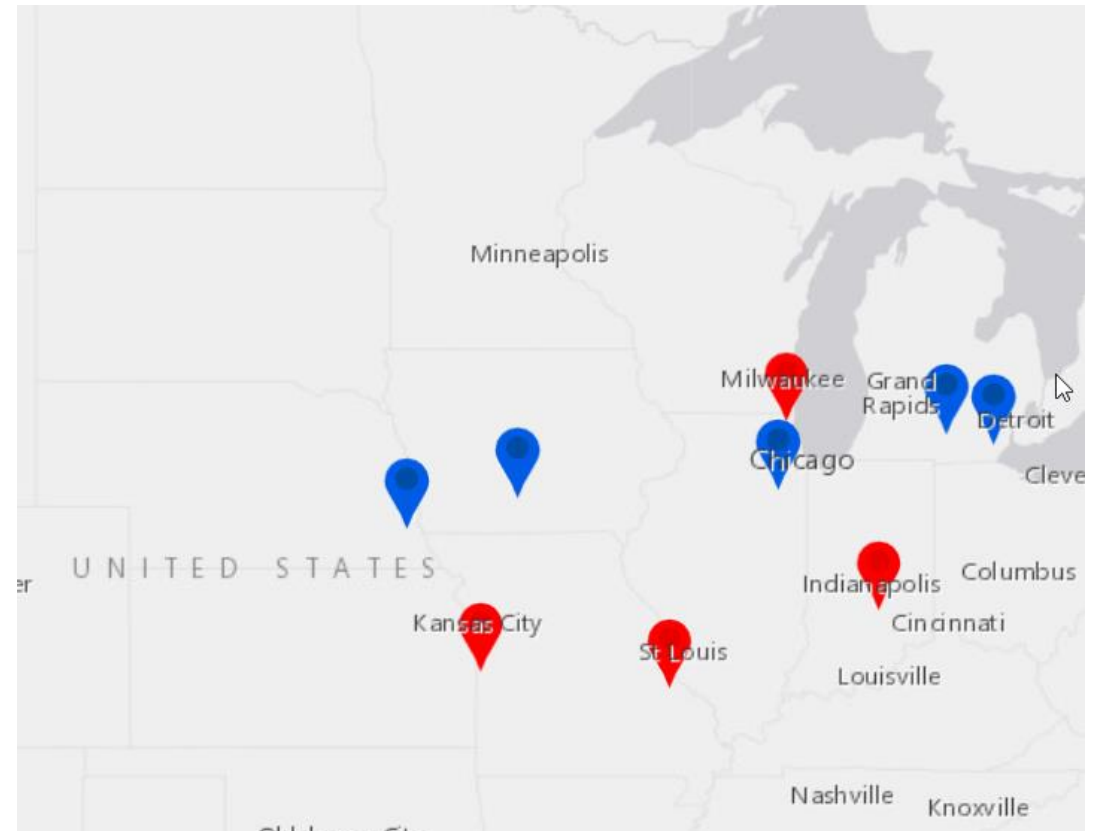 Minneapolis
Milwaukee
Grand
Rapids
Detroit
Chicago
Cleve
UNITED STATES
er
Indianapolis
Columbus
Kansas City
Cincinnati
St Louis
Louisville
Nashville
Knoxville